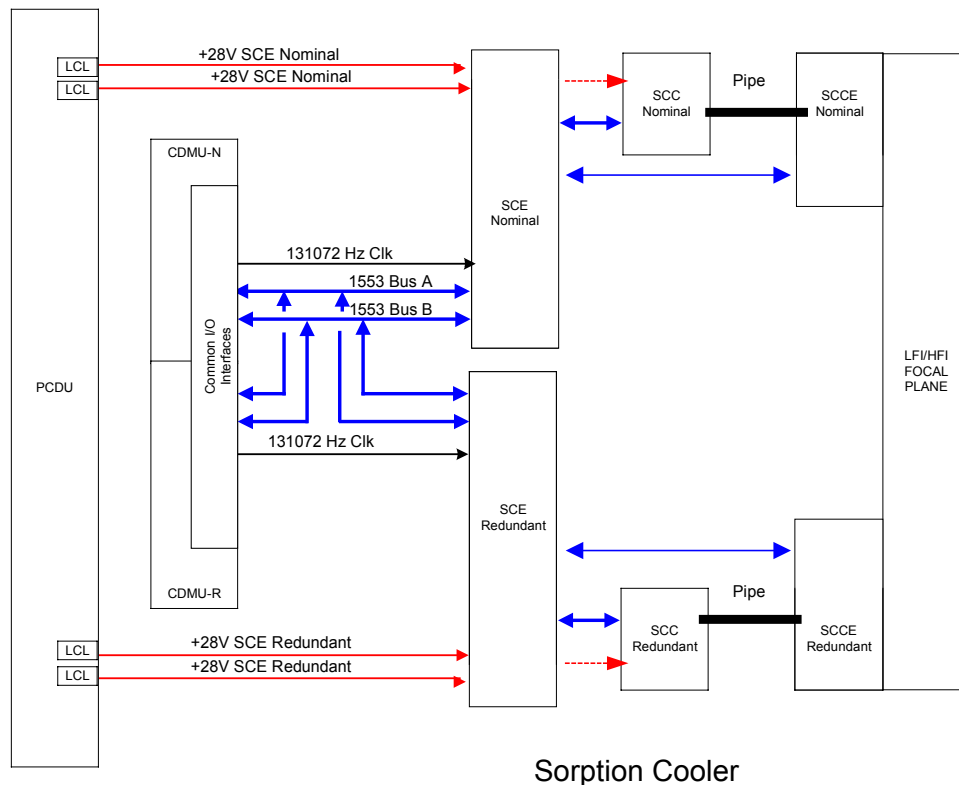 +28V SCE Nominal
LCL
+28V SCE Nominal
LCL
Pipe
SCC
Nominal
SCCE
Nominal
CDMU-N
SCE
Nominal
131072 Hz Clk
1553 Bus A
1553 Bus B
Common I/O
Interfaces
PCDU
LFI/HFI
FOCAL
PLANE
131072 Hz Clk
SCE
Redundant
CDMU-R
Pipe
SCC
Redundant
SCCE
Redundant
+28V SCE Redundant
LCL
+28V SCE Redundant
LCL
Sorption Cooler